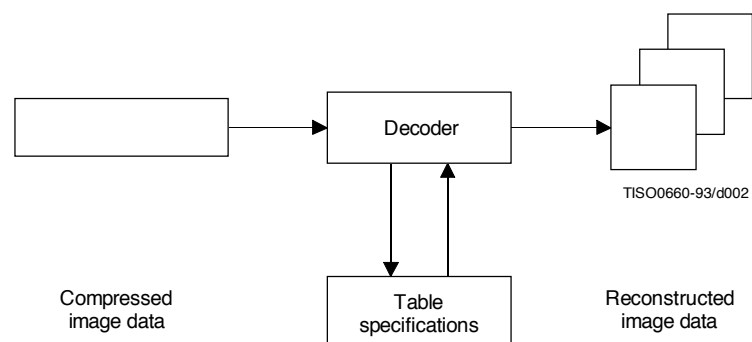 Decoder
TISO0660-93/d002
Compressed
image data
Table
specifications
Reconstructed
image data